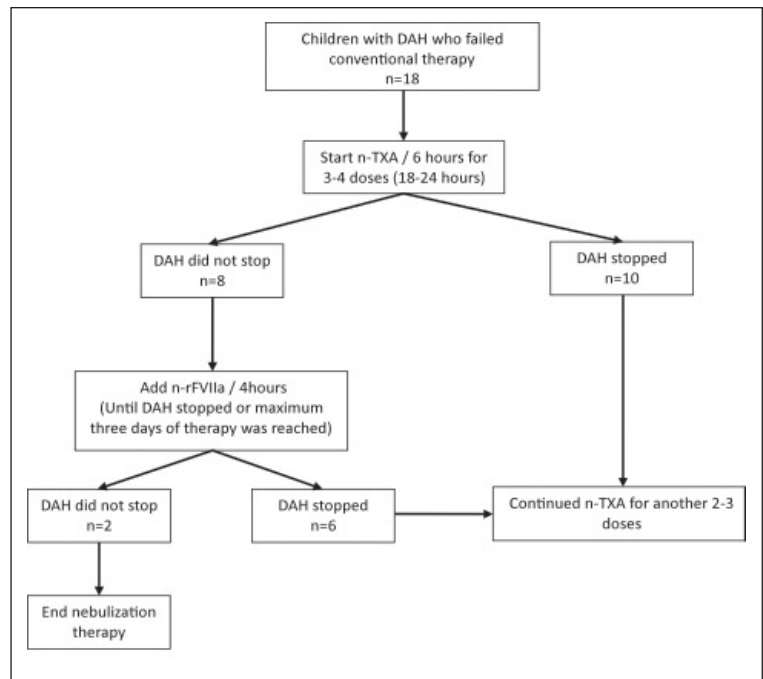 Children with DAH who failed
conventional therapy
n=18
Start n-TXA / 6 hours for
3-4 doses (18-24 hours)
DAH did not stop
n=8
DAH stopped
n=10
Add n-rFVIIa / 4hours
(Until DAH stopped or maximum
three days of therapy was reached)
DAH did not stop
n=2
DAH stopped
n=6
Continued n-TXA for another 2-3
doses
End nebulization
therapy